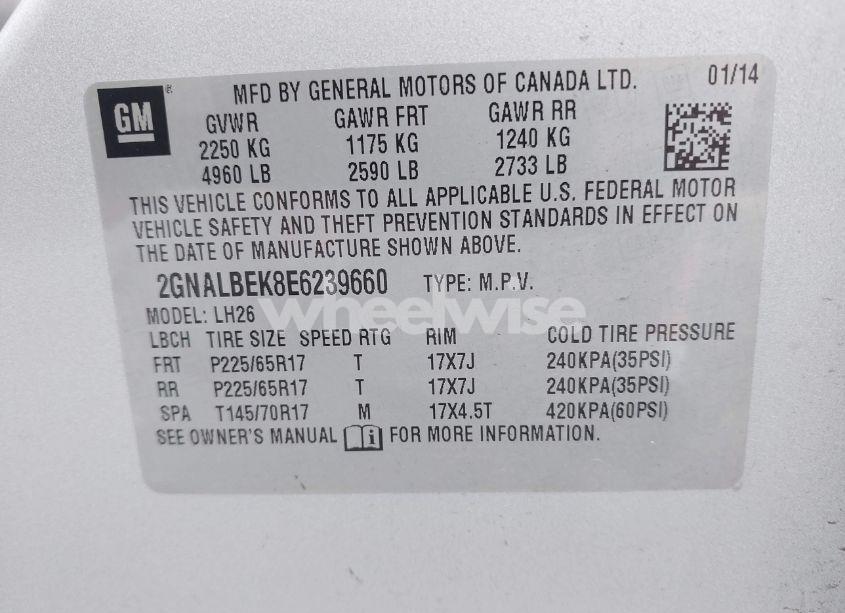 GM
MFD BY GENERAL MOTORS OF CANADA LTD. 01/14
GVWR GAWR FRT GAWR RR
2250 KG 1175 KG 1240 KG
4960 LB 2590 LB 2733 LB
THIS VEHICLE CONFORMS TO ALL APPLICABLE U.S. FEDERAL MOTOR
VEHICLE SAFETY AND THEFT PREVENTION STANDARDS IN EFFECT ON
THE DATE OF MANUFACTURE SHOWN ABOVE.
2GNALBEK8E6239660 TYPE: M.P.V.
wheelwise
MODEL: LH26
LBCH TIRE SIZE SPEED RTG RIM COLD TIRE PRESSURE
FRT P225/65R17 T 17X7J 240KPA(35PSI)
RR P225/65R17 T 17X7J 240KPA(35PSI)
SPA T145/70R17 M 17X4.5T 420KPA(60PSI)
SEE OWNER'S MANUAL i FOR MORE INFORMATION.